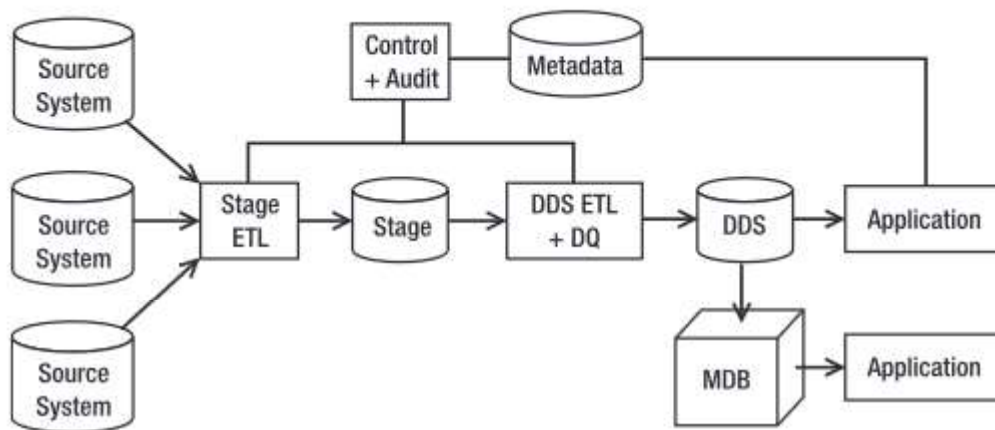 Source
System
Control
+ Audit
Metadata
Source
System
Stage
ETL
Stage
DDS ETL
+ DQ
DDS
Application
Source
System
MDB
Application